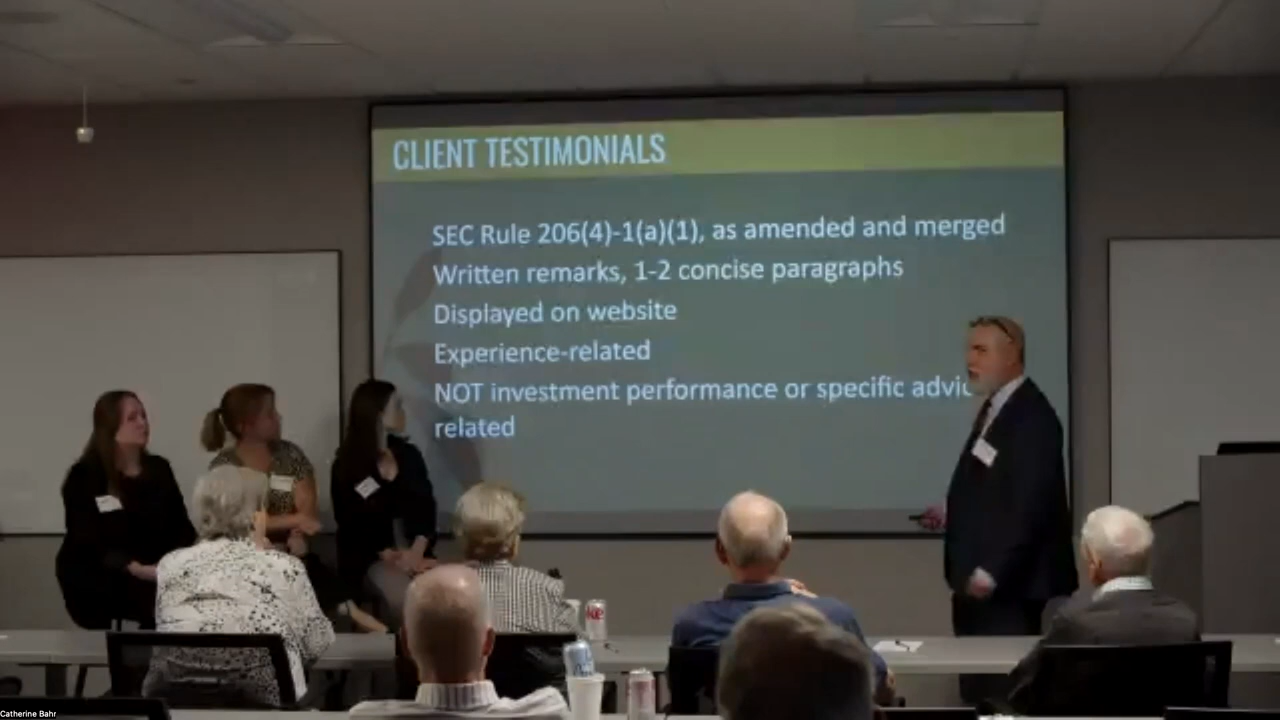 CLIENT TESTIMONIALS
SEC Rule 206(4)-1(a)(1), as amended and merged
Written remarks, 1-2 concise paragraphs
Displayed on website
Experience-related
NOT investment performance or specific advic
related
Catherine Bahr